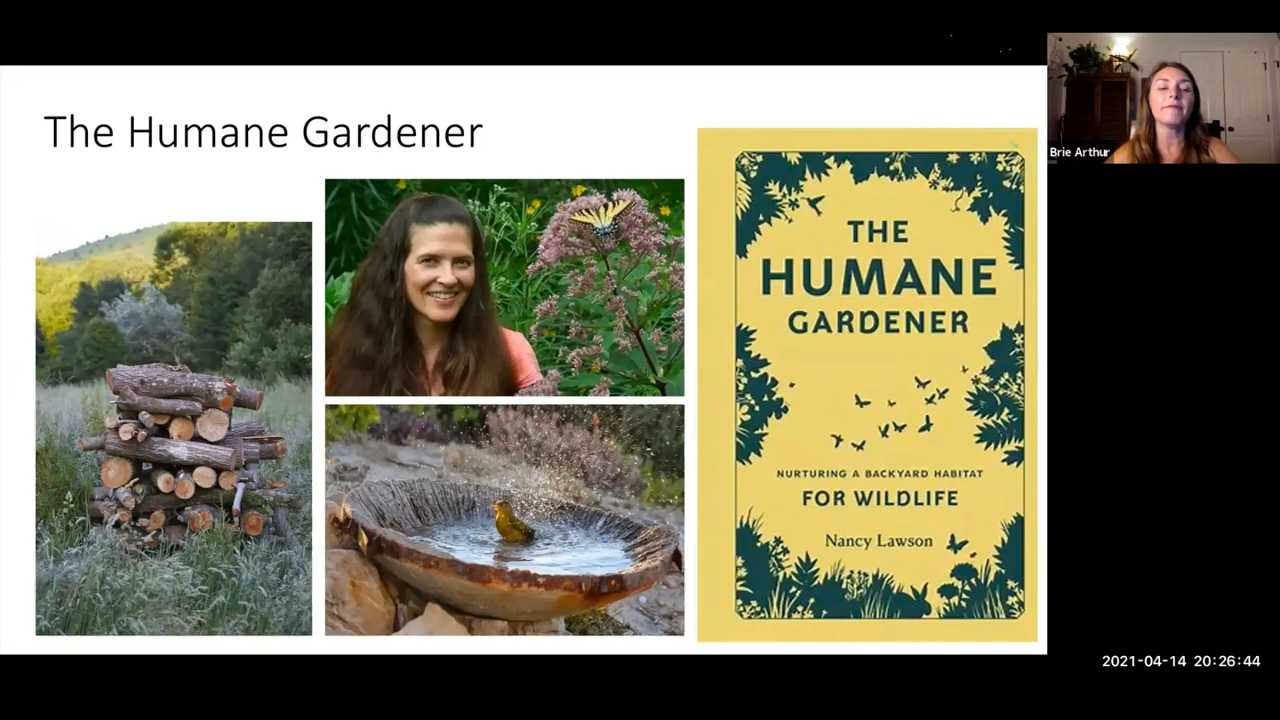 The Humane Gardener
Brie Arthur
THE
HUMANE
GARDENER
NURTURING A BACKYARD HABITAT
FOR WILDLIFE
Nancy Lawson
2021-04-14 20:26:44